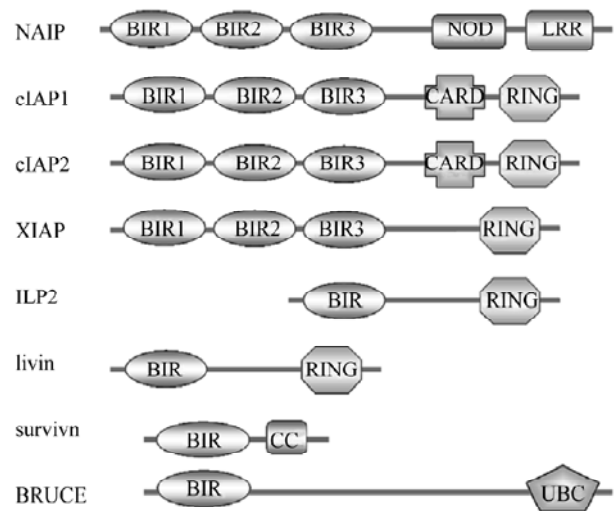 NAIP BIR1 BIR2 BIR3 NOD LRR
cIAP1 BIR1 BIR2 BIR3 CARD RING
cIAP2 BIR1 BIR2 BIR3 CARD RING
XIAP BIR1 BIR2 BIR3 RING
ILP2 BIR RING
livin BIR RING
survivn BIR CC
BRUCE BIR UBC